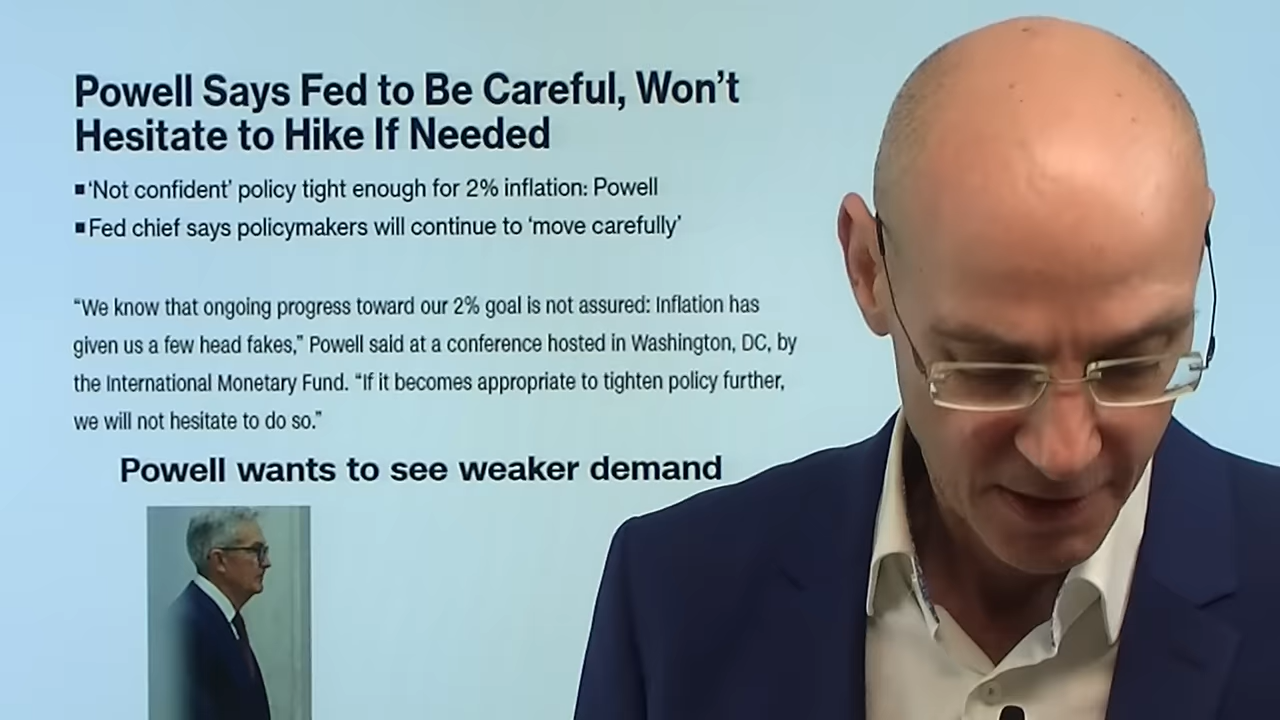 Powell Says Fed to Be Careful, Won’t
Hesitate to Hike If Needed
▪‘Not confident’ policy tight enough for 2% inflation: Powell
▪Fed chief says policymakers will continue to ‘move carefully’
“We know that ongoing progress toward our 2% goal is not assured: Inflation has
given us a few head fakes,” Powell said at a conference hosted in Washington, DC, by
the International Monetary Fund. “If it becomes appropriate to tighten policy further,
we will not hesitate to do so.”
Powell wants to see weaker demand